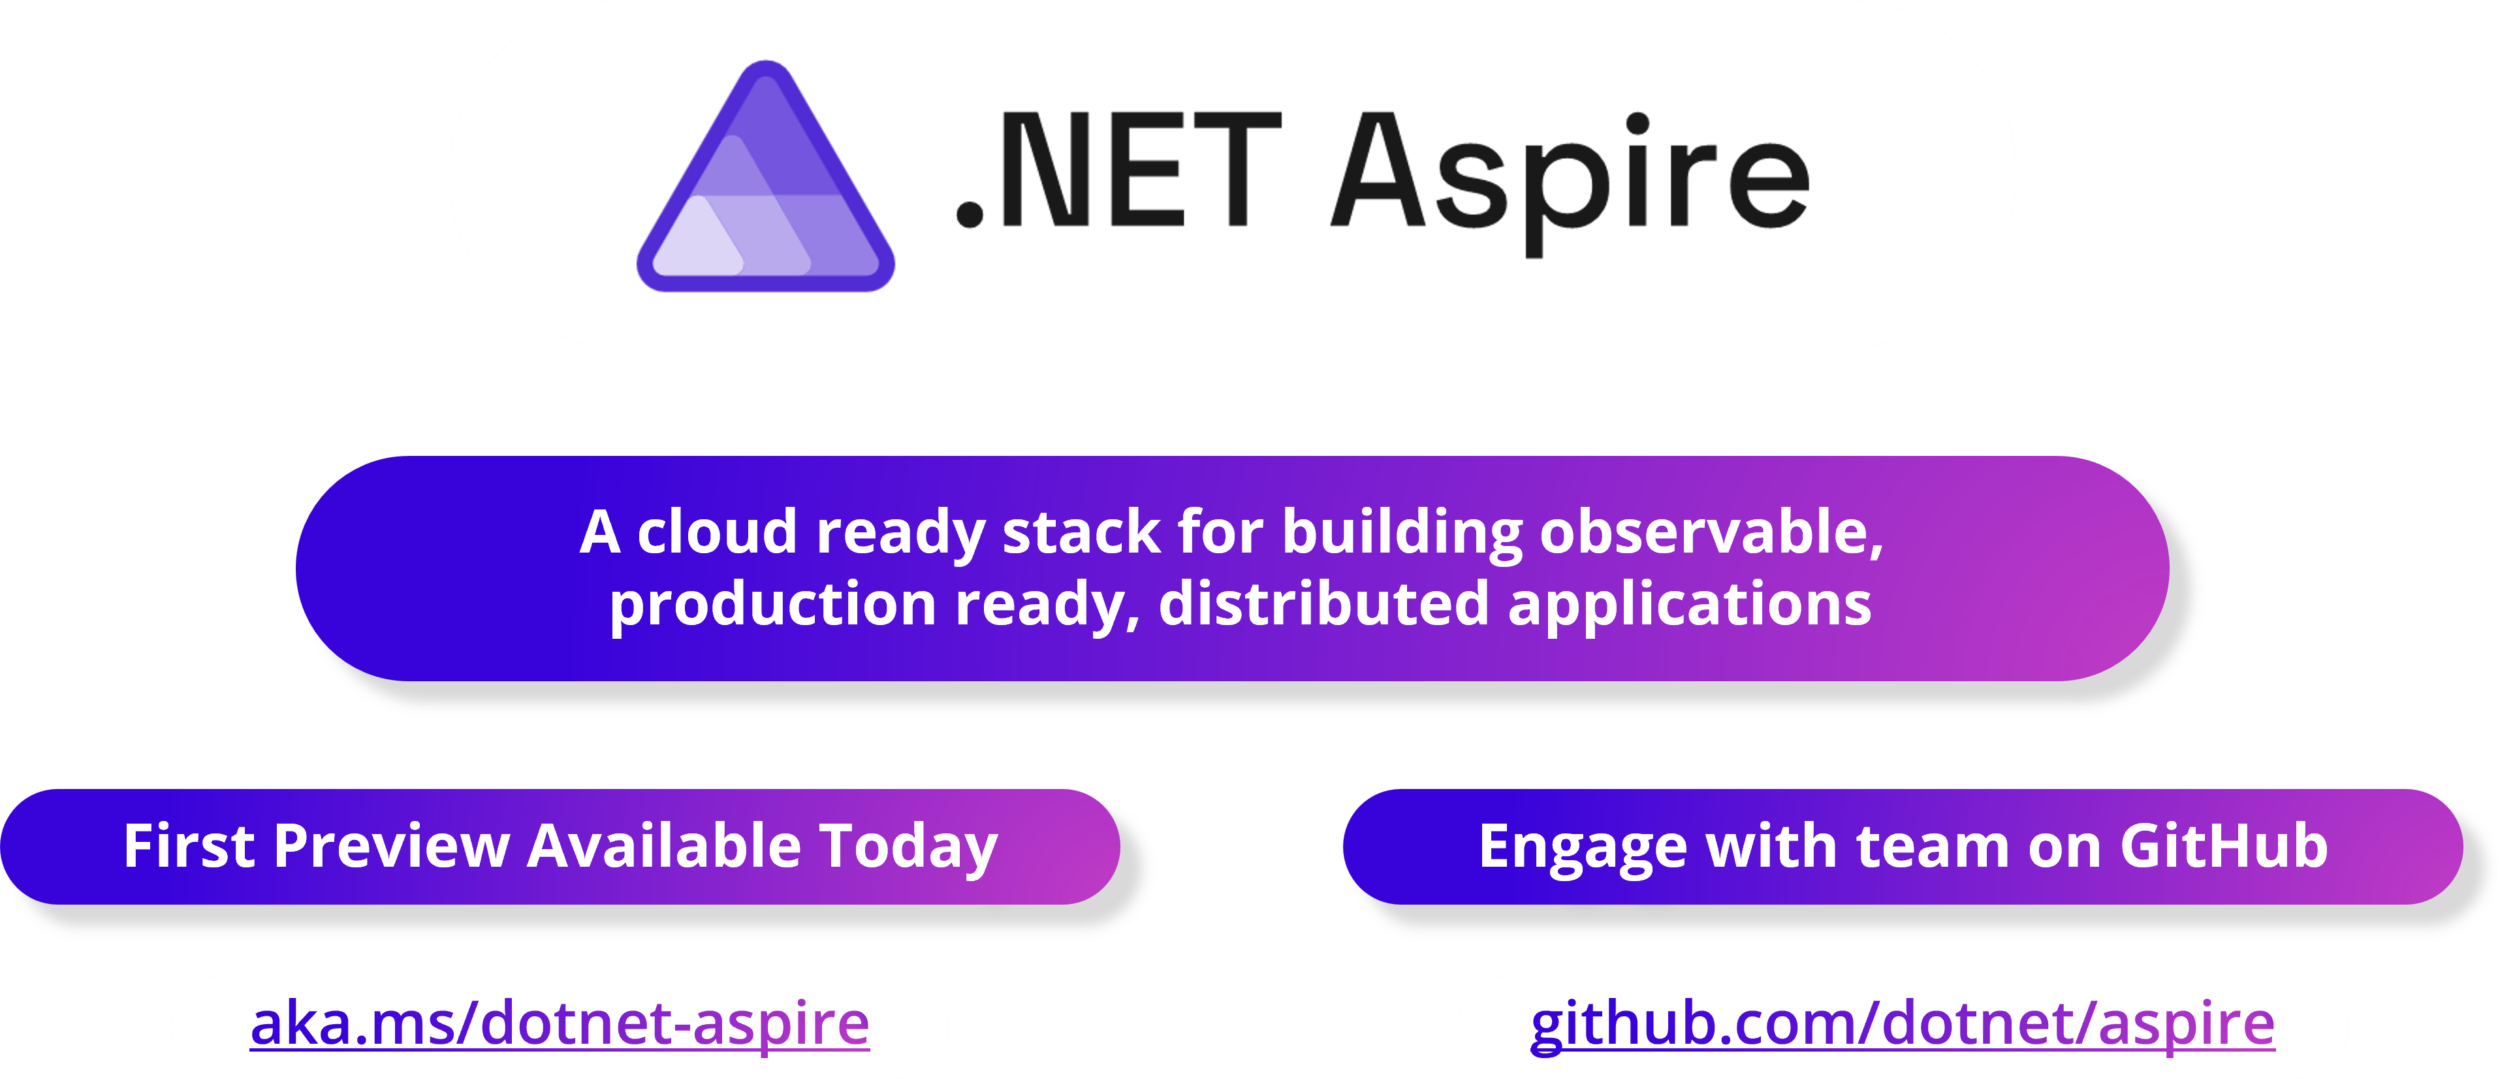 .NET Aspire
A cloud ready stack for building observable,
production ready, distributed applications
First Preview Available Today
Engage with team on GitHub
aka.ms/dotnet-aspire
github.com/dotnet/aspire